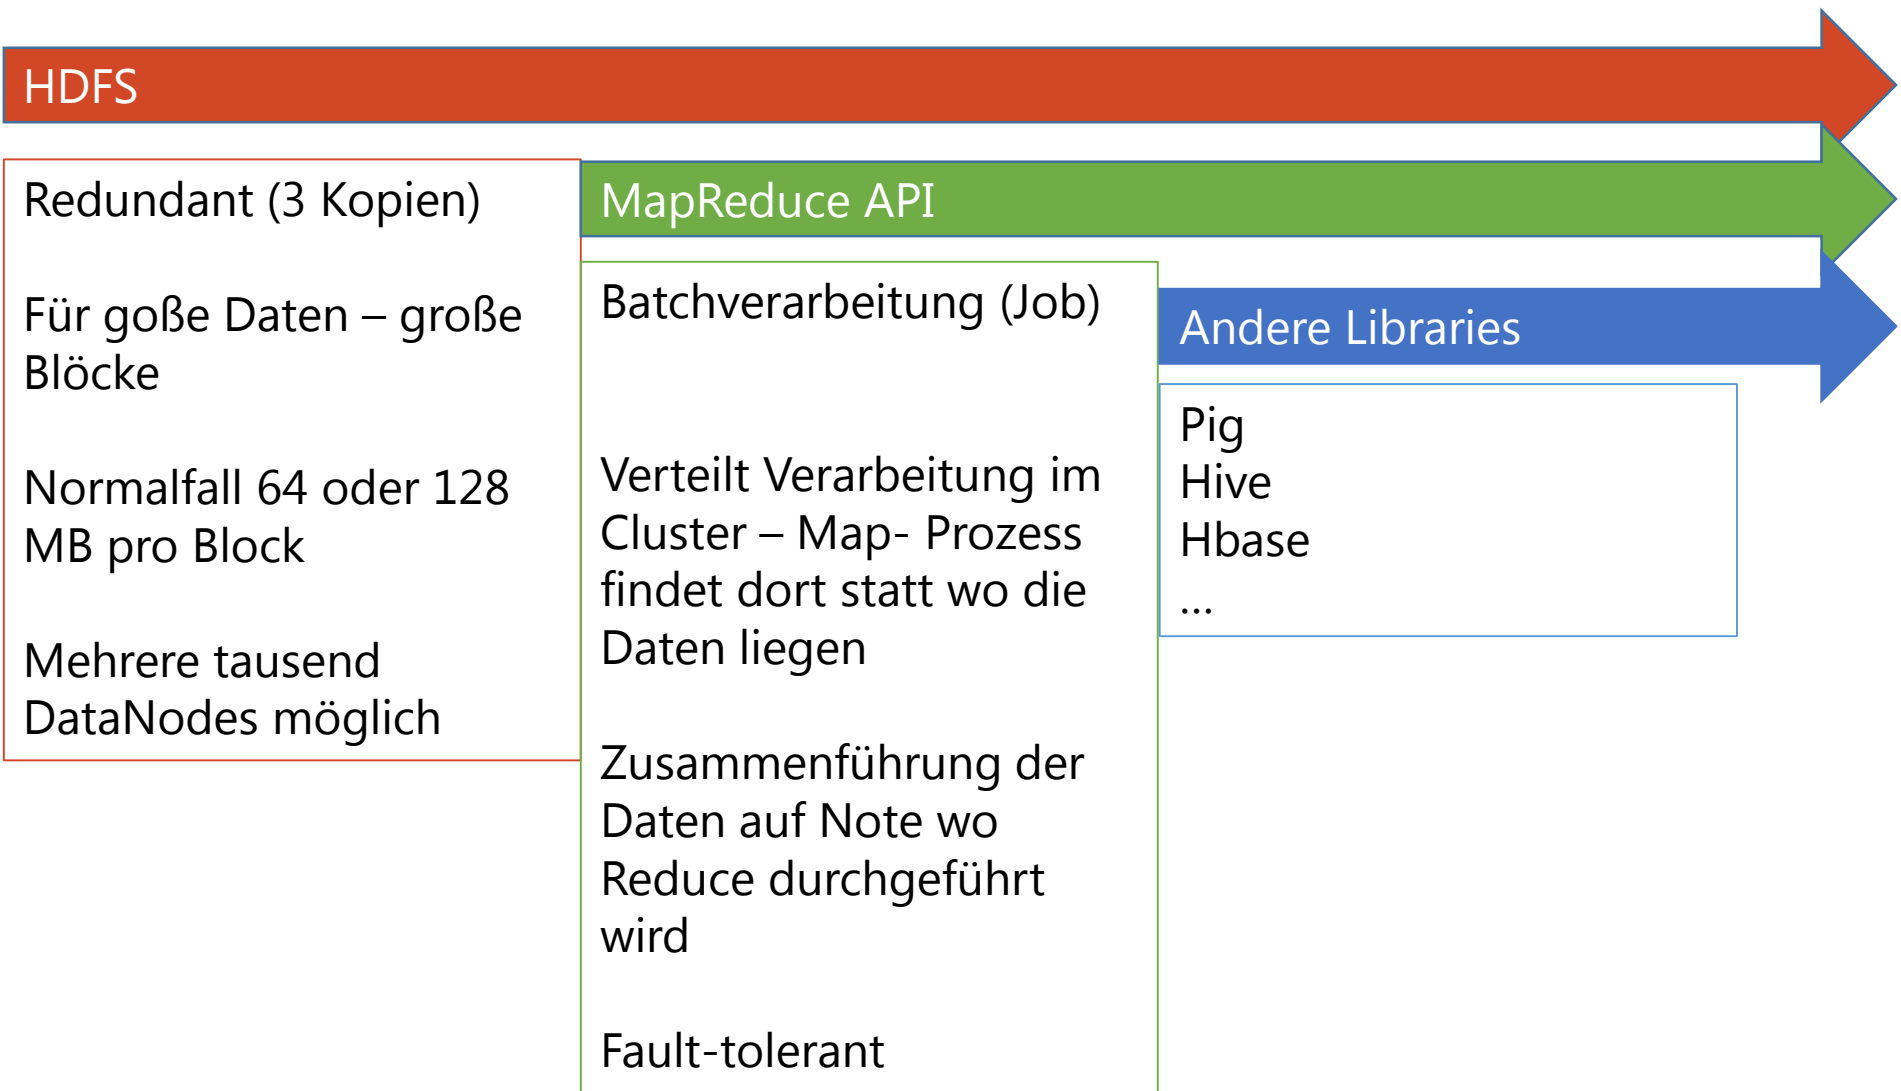 HDFS
Redundant (3 Kopien)
Für goße Daten – große
Blöcke
Normalfall 64 oder 128
MB pro Block
Mehrere tausend
DataNodes möglich
MapReduce API
Batchverarbeitung (Job)
Verteilt Verarbeitung im
Cluster – Map- Prozess
findet dort statt wo die
Daten liegen
Zusammenführung der
Daten auf Note wo
Reduce durchgeführt
wird
Fault-tolerant
Andere Libraries
Pig
Hive
Hbase
...